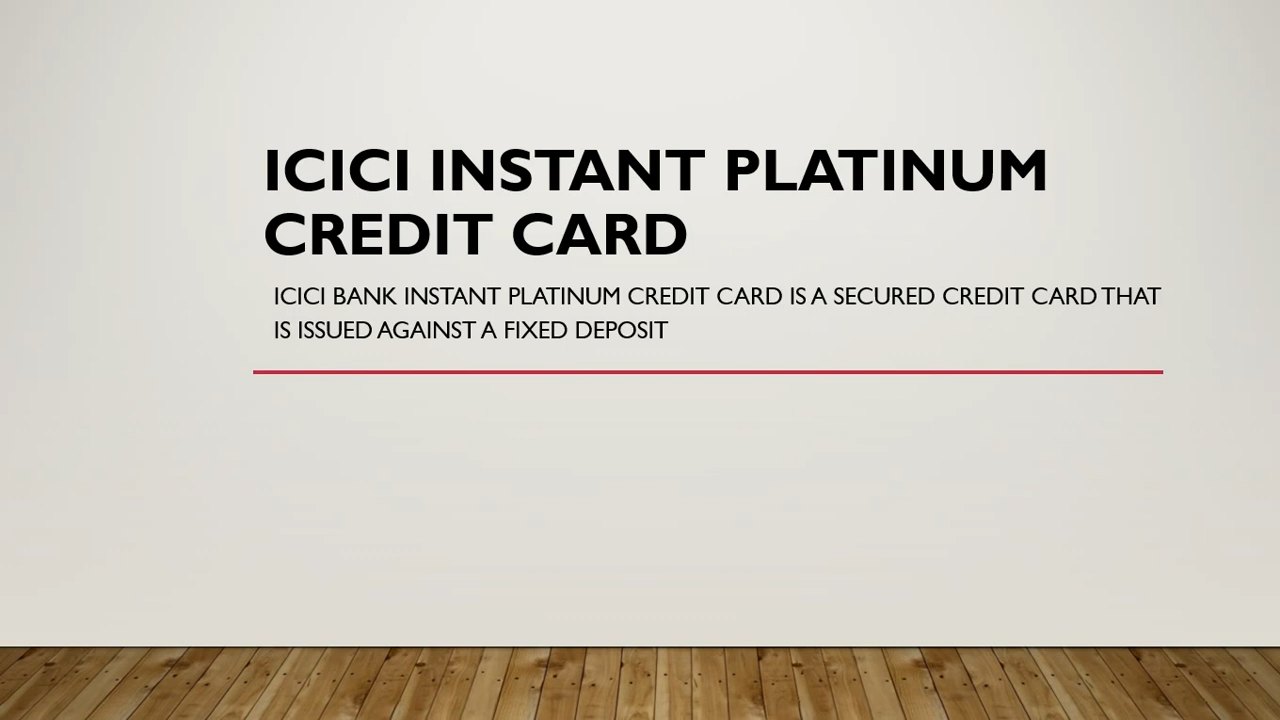 ICICI INSTANT PLATINUM
CREDIT CARD
ICICI BANK INSTANT PLATINUM CREDIT CARD IS A SECURED CREDIT CARD THAT
IS ISSUED AGAINST A FIXED DEPOSIT